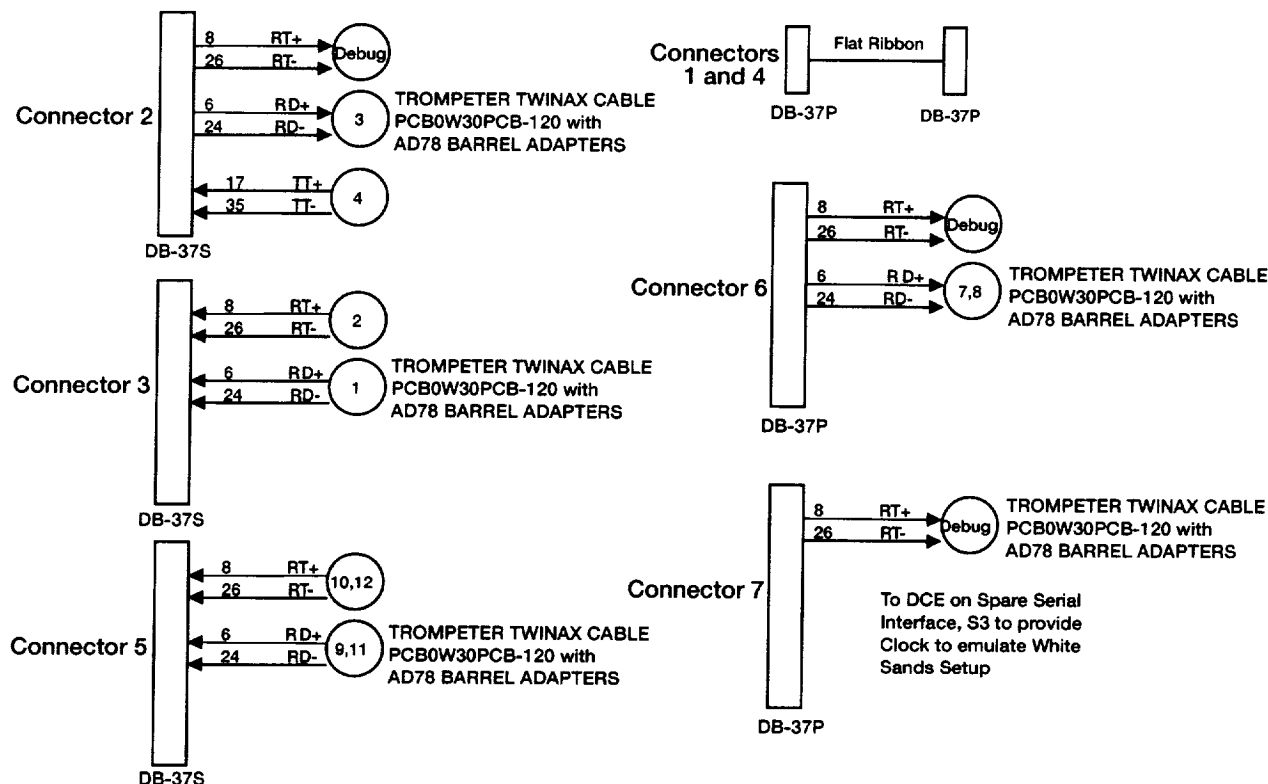 8 RT+
26 RT-
Debug
Connector 2
6 RD+
24 RD-
3
TROMPETER TWINAX CABLE
PCB0W30PCB-120 with
AD78 BARREL ADAPTERS
17 TT+
35 TT-
4
DB-37S
8 RT+
26 RT-
2
Connector 3
6 RD+
24 RD-
1
TROMPETER TWINAX CABLE
PCB0W30PCB-120 with
AD78 BARREL ADAPTERS
DB-37S
8 RT+
26 RT-
10,12
Connector 5
6 RD+
24 RD-
9,11
TROMPETER TWINAX CABLE
PCB0W30PCB-120 with
AD78 BARREL ADAPTERS
DB-37S
Connectors
1 and 4
Flat Ribbon
DB-37P
DB-37P
8 RT+
26 RT-
Debug
Connector 6
6 RD+
24 RD-
7,8
TROMPETER TWINAX CABLE
PCB0W30PCB-120 with
AD78 BARREL ADAPTERS
DB-37P
8 RT+
26 RT-
Debug
TROMPETER TWINAX CABLE
PCB0W30PCB-120 with
AD78 BARREL ADAPTERS
Connector 7
To DCE on Spare Serial
Interface, S3 to provide
Clock to emulate White
Sands Setup
DB-37P